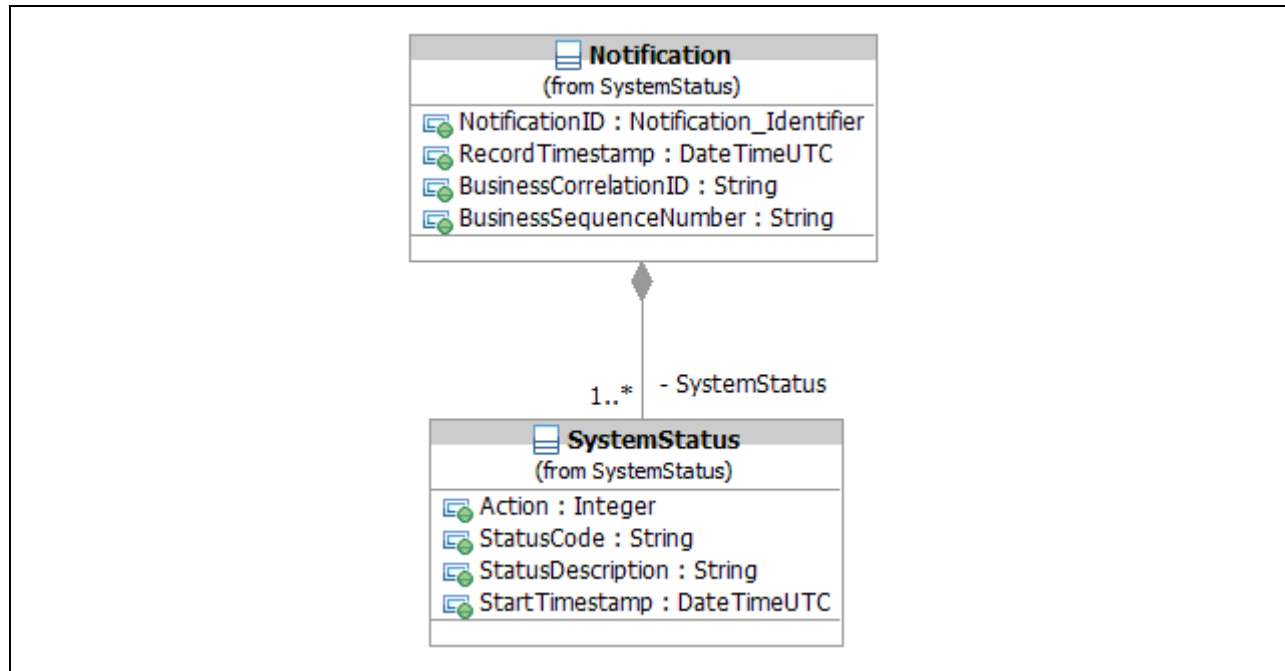 Notification
(from SystemStatus)
NotificationID : Notification_Identifier
RecordTimestamp : DateTimeUTC
BusinessCorrelationID : String
BusinessSequenceNumber : String
1..*
- SystemStatus
SystemStatus
(from SystemStatus)
Action : Integer
StatusCode : String
StatusDescription : String
StartTimestamp : DateTimeUTC